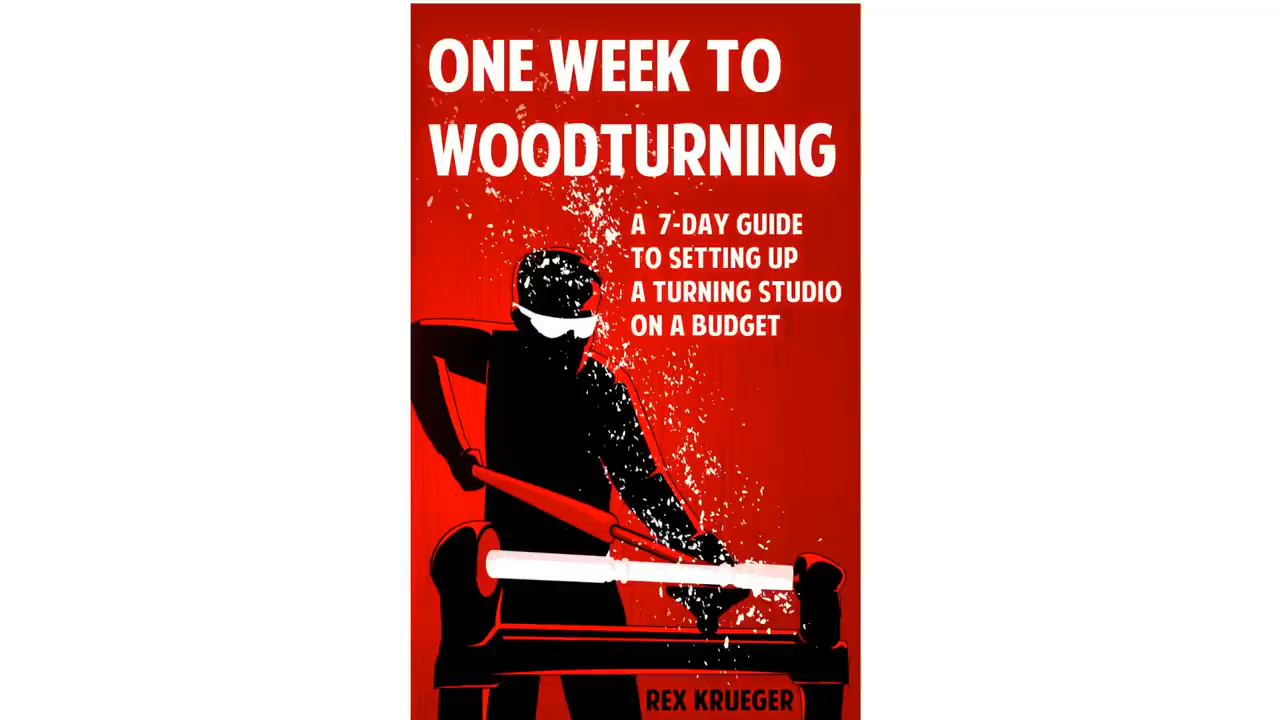 ONE WEEK TO
WOODTURNING
A 7-DAY GUIDE
TO SETTING UP
A TURNING STUDIO
ON A BUDGET
REX KRUEGER